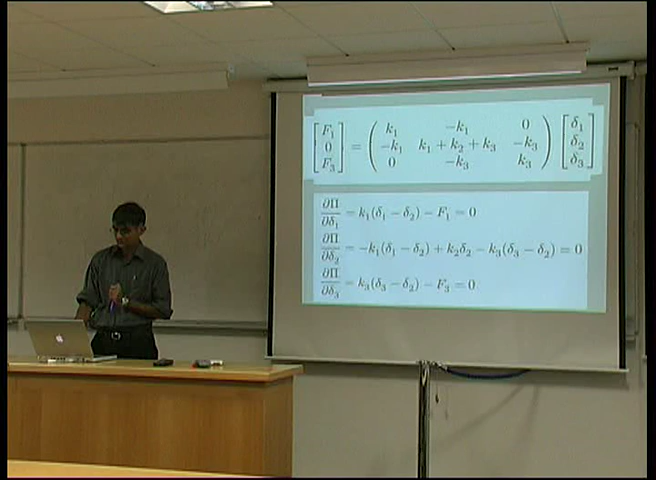 [F₁ 0 F₃] = (k₁ −k₁ 0; −k₁ k₁ + k₂ + k₃ −k₃; 0 −k₃ k₃) [δ₁ δ₂ δ₃]
∂Π/∂δ₁ = k₁(δ₁ − δ₂) − F₁ = 0
∂Π/∂δ₂ = −k₁(δ₁ − δ₂) + k₂δ₂ − k₃(δ₃ − δ₂) = 0
∂Π/∂δ₃ = k₃(δ₃ − δ₂) − F₃ = 0